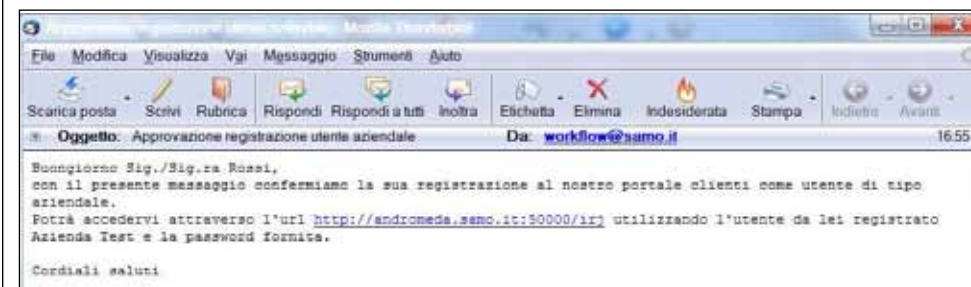 File Modifica Visualizza Vai Messaggio Strumenti Aiuto
Scarica posta Scrivi Rubrica Rispondi Rispondi a tutti Inoltra Etichetta Elimina Indesiderata Stampa Indietro Avanti
Oggetto: Approvazione registrazione utente aziendale Da: workflow@samo.it 16:55
Buongiorno Sig./Sig.ra Rossi,
con il presente messaggio confermiamo la sua registrazione al nostro portale clienti come utente di tipo
aziendale.
Potrà accedervi attraverso l'url http://andromeda.samo.it:50000/irj utilizzando l'utente da lei registrato
Azienda Test e la password fornita.
Cordiali saluti